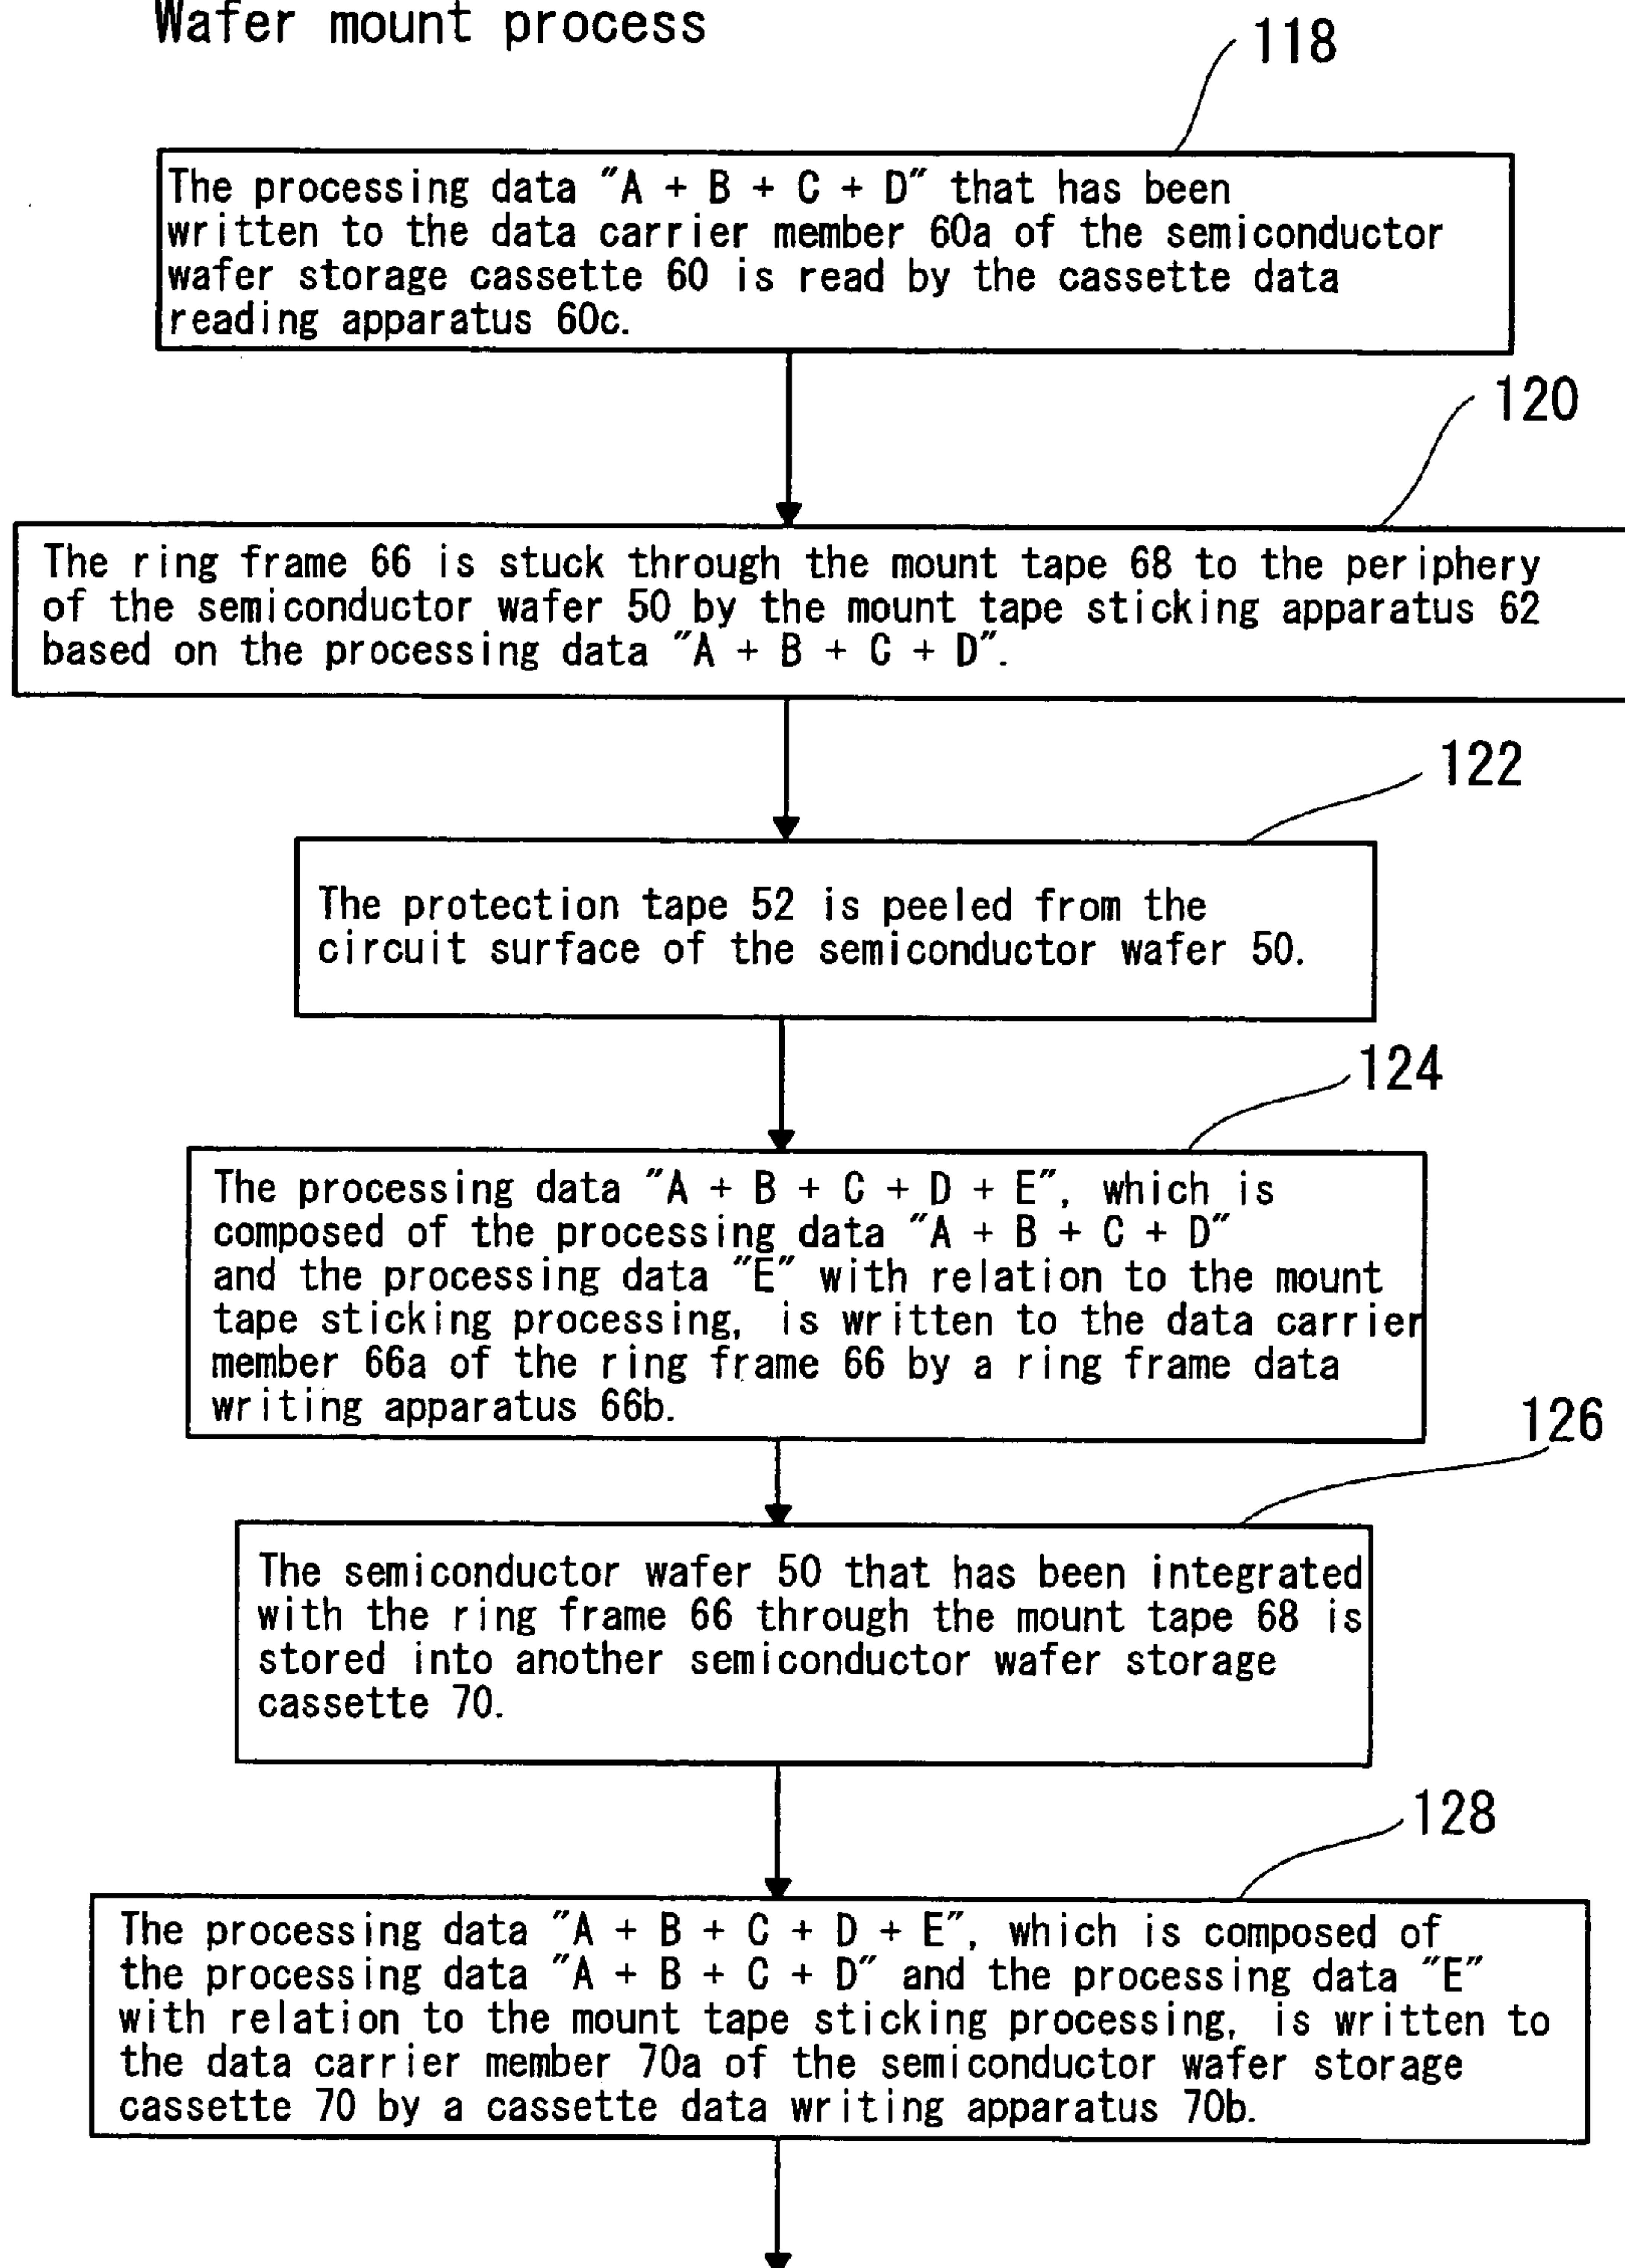 Wafer mount process
118
The processing data "A + B + C + D" that has been
written to the data carrier member 60a of the semiconductor
wafer storage cassette 60 is read by the cassette data
reading apparatus 60c.
120
The ring frame 66 is stuck through the mount tape 68 to the periphery
of the semiconductor wafer 50 by the mount tape sticking apparatus 62
based on the processing data "A + B + C + D".
122
The protection tape 52 is peeled from the
circuit surface of the semiconductor wafer 50.
124
The processing data "A + B + C + D + E", which is
composed of the processing data "A + B + C + D"
and the processing data "E" with relation to the mount
tape sticking processing, is written to the data carrier
member 66a of the ring frame 66 by a ring frame data
writing apparatus 66b.
126
The semiconductor wafer 50 that has been integrated
with the ring frame 66 through the mount tape 68 is
stored into another semiconductor wafer storage
cassette 70.
128
The processing data "A + B + C + D + E", which is composed of
the processing data "A + B + C + D" and the processing data "E"
with relation to the mount tape sticking processing, is written to
the data carrier member 70a of the semiconductor wafer storage
cassette 70 by a cassette data writing apparatus 70b.